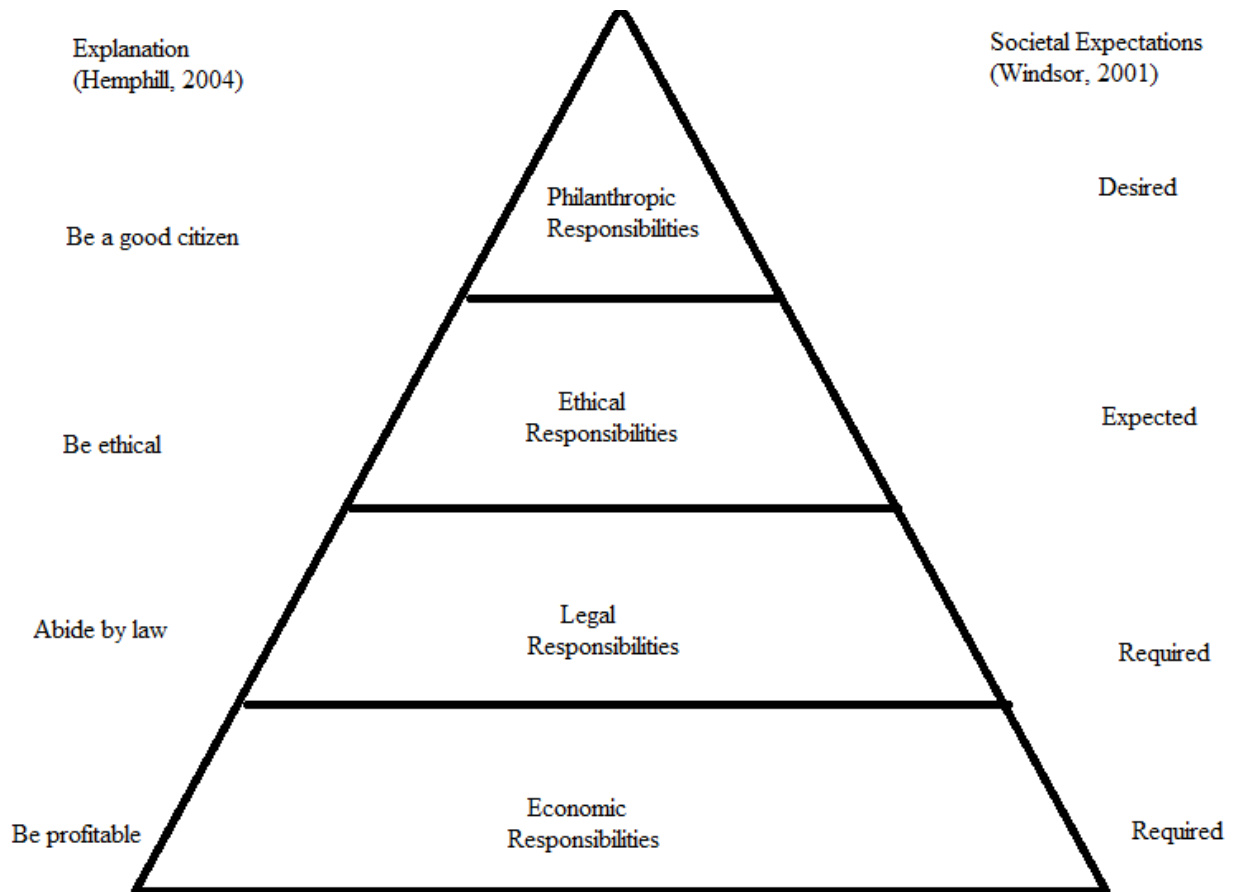 Explanation
(Hemphill, 2004)
Societal Expectations
(Windsor, 2001)
Be a good citizen
Philanthropic
Responsibilities
Desired
Be ethical
Ethical
Responsibilities
Expected
Abide by law
Legal
Responsibilities
Required
Be profitable
Economic
Responsibilities
Required